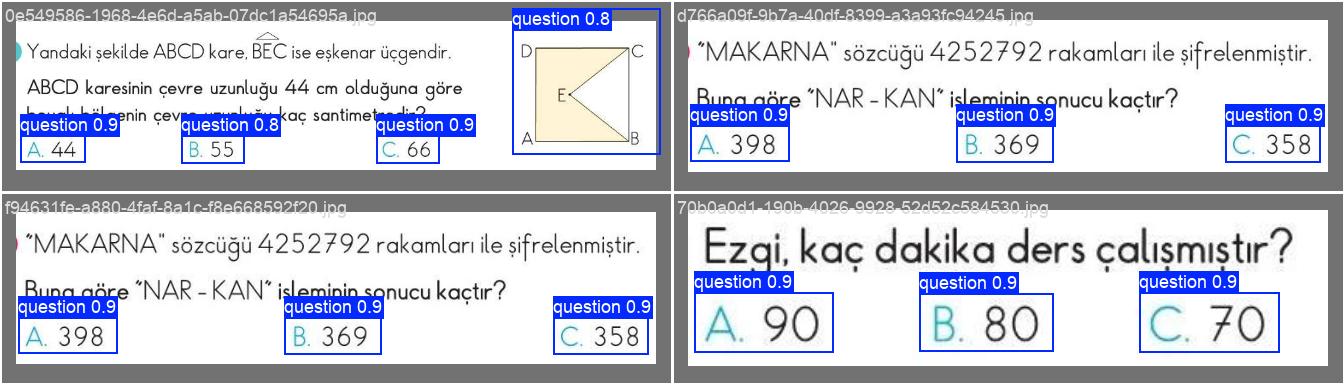 0e549586-1968-4e6d-a5ab-07dc1a54695a.jpg
question 0.8
Yandaki şekilde ABCD kare, BEC ise eşkenar üçgendir.
ABCD karesinin çevre uzunluğu 44 cm olduğuna göre
boyalı bölgenin çevre uzunluğu kaç santimetredir?
question 0.9
question 0.8
question 0.9
A. 44
B. 55
C. 66
D
C
E
A
B
d766a09f-9b7a-40df-8399-a3a93fc94245.jpg
"MAKARNA" sözcüğü 4252792 rakamları ile şifrelenmiştir.
Buna göre "NAR - KAN" işleminin sonucu kaçtır?
question 0.9
question 0.9
question 0.9
A. 398
B. 369
C. 358
f94631fe-a880-4faf-8a1c-f8e668592f20.jpg
"MAKARNA" sözcüğü 4252792 rakamları ile şifrelenmiştir.
Buna göre "NAR - KAN" işleminin sonucu kaçtır?
question 0.9
question 0.9
question 0.9
A. 398
B. 369
C. 358
70b0a0d1-190b-4026-9928-52d52c584530.jpg
Ezgi, kaç dakika ders çalışmıştır?
question 0.9
question 0.9
question 0.9
A. 90
B. 80
C. 70